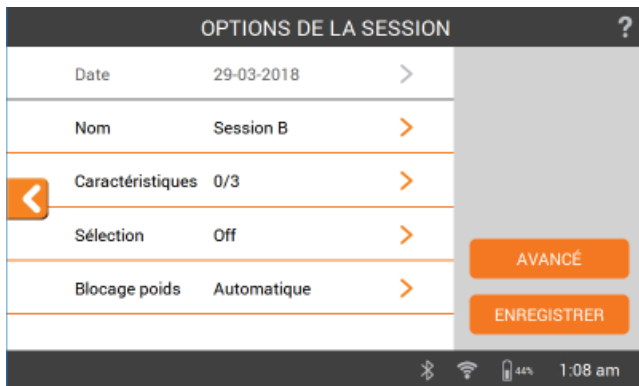 OPTIONS DE LA SESSION ?
Date 29-03-2018
Nom Session B
Caractéristiques 0/3
Sélection Off
Blocage poids Automatique
AVANCÉ
ENREGISTRER
44% 1:08 am